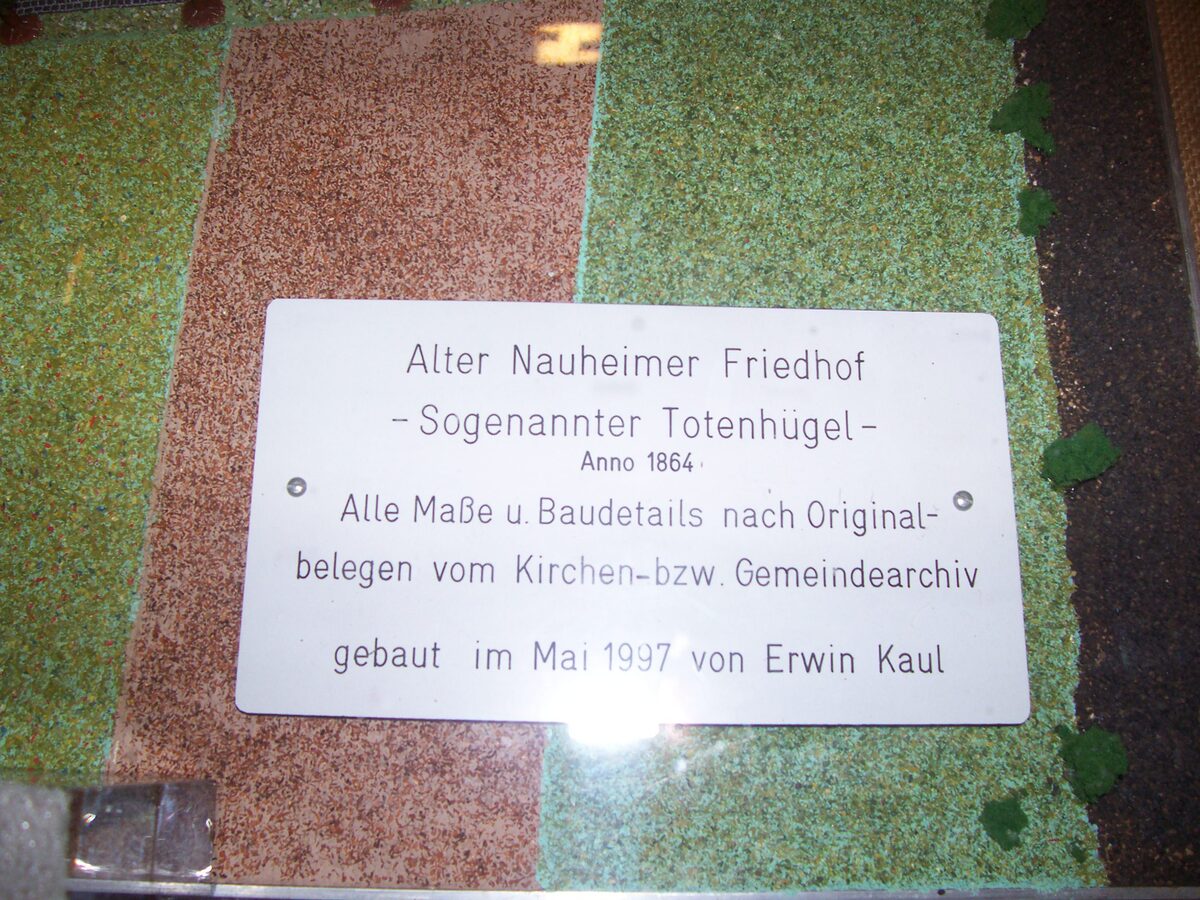 Alter Nauheimer Friedhof
- Sogenannter Totenhügel -
Anno 1864
Alle Maße u. Baudetails nach Original-
belegen vom Kirchen-bzw. Gemeindearchiv
gebaut im Mai 1997 von Erwin Kaul